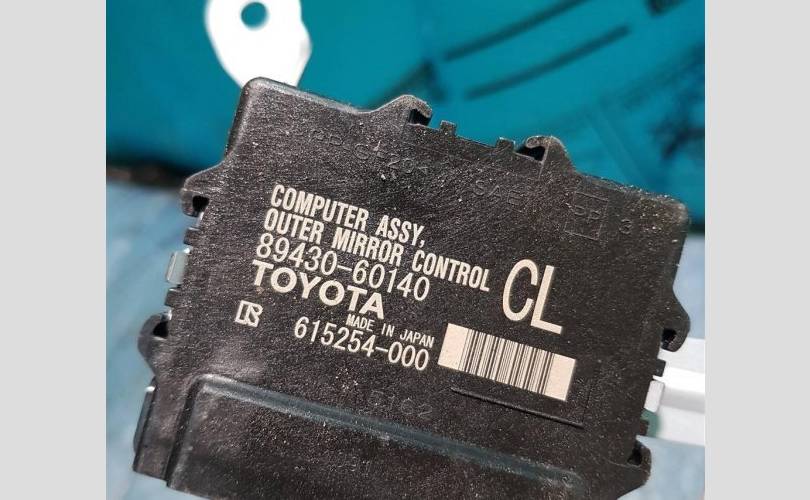 COMPUTER ASSY,
OUTER MIRROR CONTROL
89430-60140
CL
TOYOTA
MADE IN JAPAN
615254-000